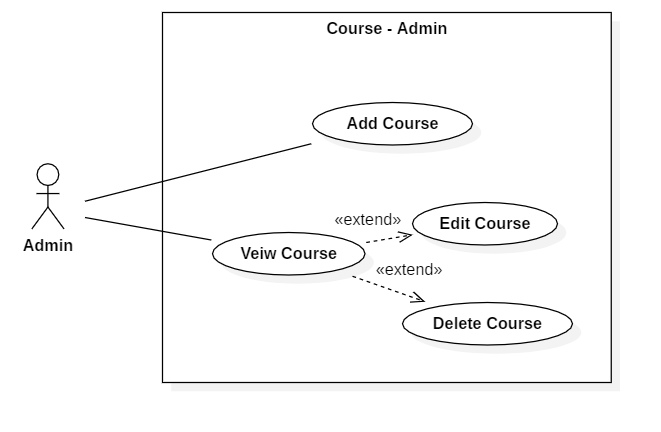 Course - Admin
Add Course
Admin
«extend»
Edit Course
Veiw Course
«extend»
Delete Course